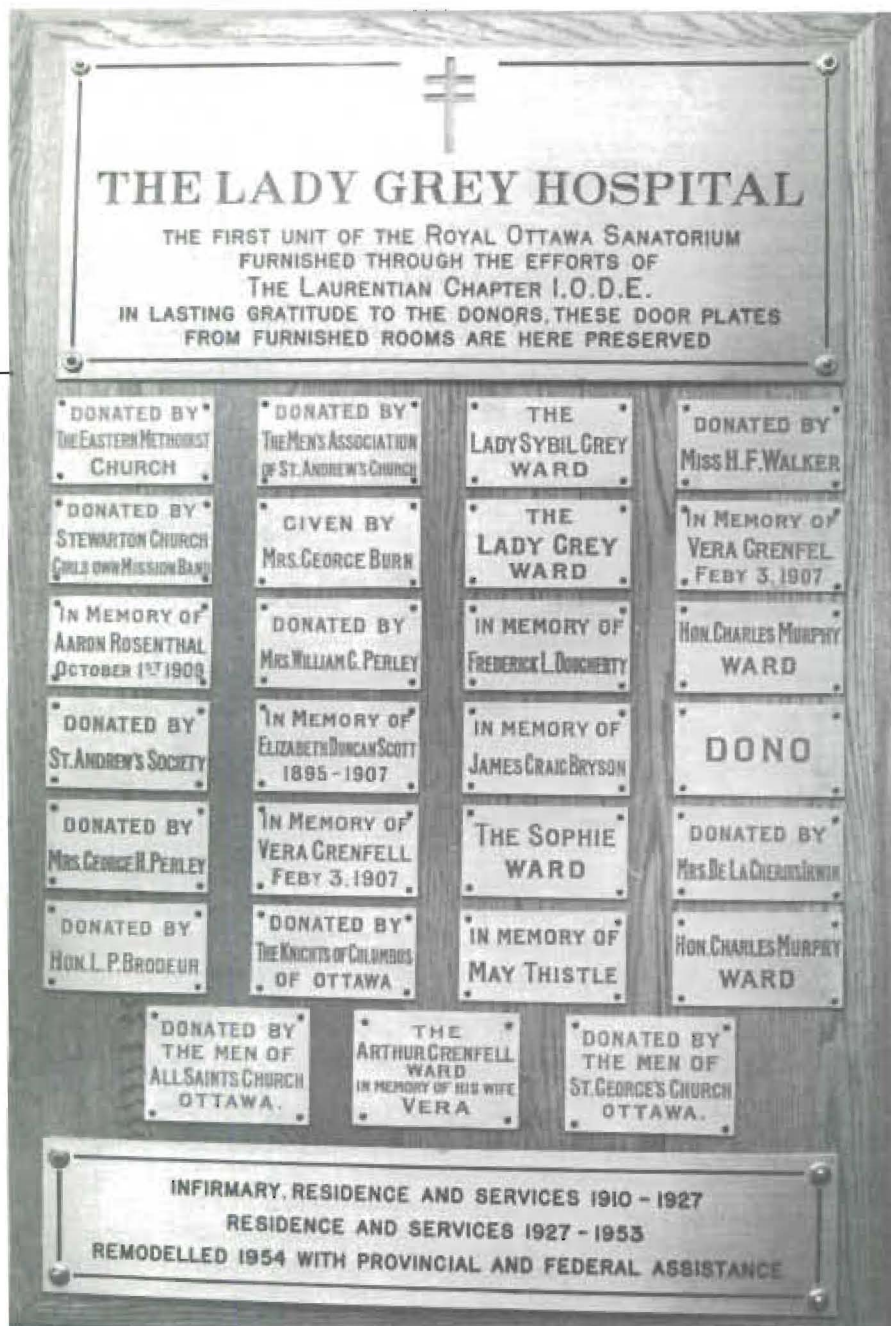 THE LADY GREY HOSPITAL
THE FIRST UNIT OF THE ROYAL OTTAWA SANATORIUM
FURNISHED THROUGH THE EFFORTS OF
THE LAURENTIAN CHAPTER I.O.D.E.
IN LASTING GRATITUDE TO THE DONORS, THESE DOOR PLATES
FROM FURNISHED ROOMS ARE HERE PRESERVED
DONATED BY
THE EASTERN METHODIST
CHURCH
DONATED BY
THE MEN'S ASSOCIATION
OF ST. ANDREW'S CHURCH
THE
LADY SYBIL GREY
WARD
DONATED BY
MISS H.F. WALKER
DONATED BY
STEWARTON CHURCH
GIRLS OWN MISSION BAND
GIVEN BY
MRS. GEORGE BURN
THE
LADY GREY
WARD
IN MEMORY OF
VERA GRENFEL
FEBY 3, 1907
IN MEMORY OF
AARON ROSENTHAL
OCTOBER 1ST 1909
DONATED BY
MRS. WILLIAM G. PERLEY
IN MEMORY OF
FREDERICK L. DOUGHERTY
HON. CHARLES MURPHY
WARD
DONATED BY
ST. ANDREW'S SOCIETY
IN MEMORY OF
ELIZABETH DUNCAN SCOTT
1895-1907
IN MEMORY OF
JAMES CRAIG BRYSON
DONO
DONATED BY
MRS. GEORGE H. PERLEY
IN MEMORY OF
VERA GRENFELL
FEBY 3, 1907
THE SOPHIE
WARD
DONATED BY
MRS. DE LA CHEROIS IRWIN
DONATED BY
HON. L.P. BRODEUR
DONATED BY
THE KNIGHTS OF COLUMBUS
OF OTTAWA
IN MEMORY OF
MAY THISTLE
HON. CHARLES MURPHY
WARD
DONATED BY
THE MEN OF
ALL SAINTS CHURCH
OTTAWA.
THE
ARTHUR GRENFELL
WARD
IN MEMORY OF HIS WIFE
VERA
DONATED BY
THE MEN OF
ST. GEORGE'S CHURCH
OTTAWA.
INFIRMARY, RESIDENCE AND SERVICES 1910 - 1927
RESIDENCE AND SERVICES 1927 - 1953
REMODELLED 1954 WITH PROVINCIAL AND FEDERAL ASSISTANCE